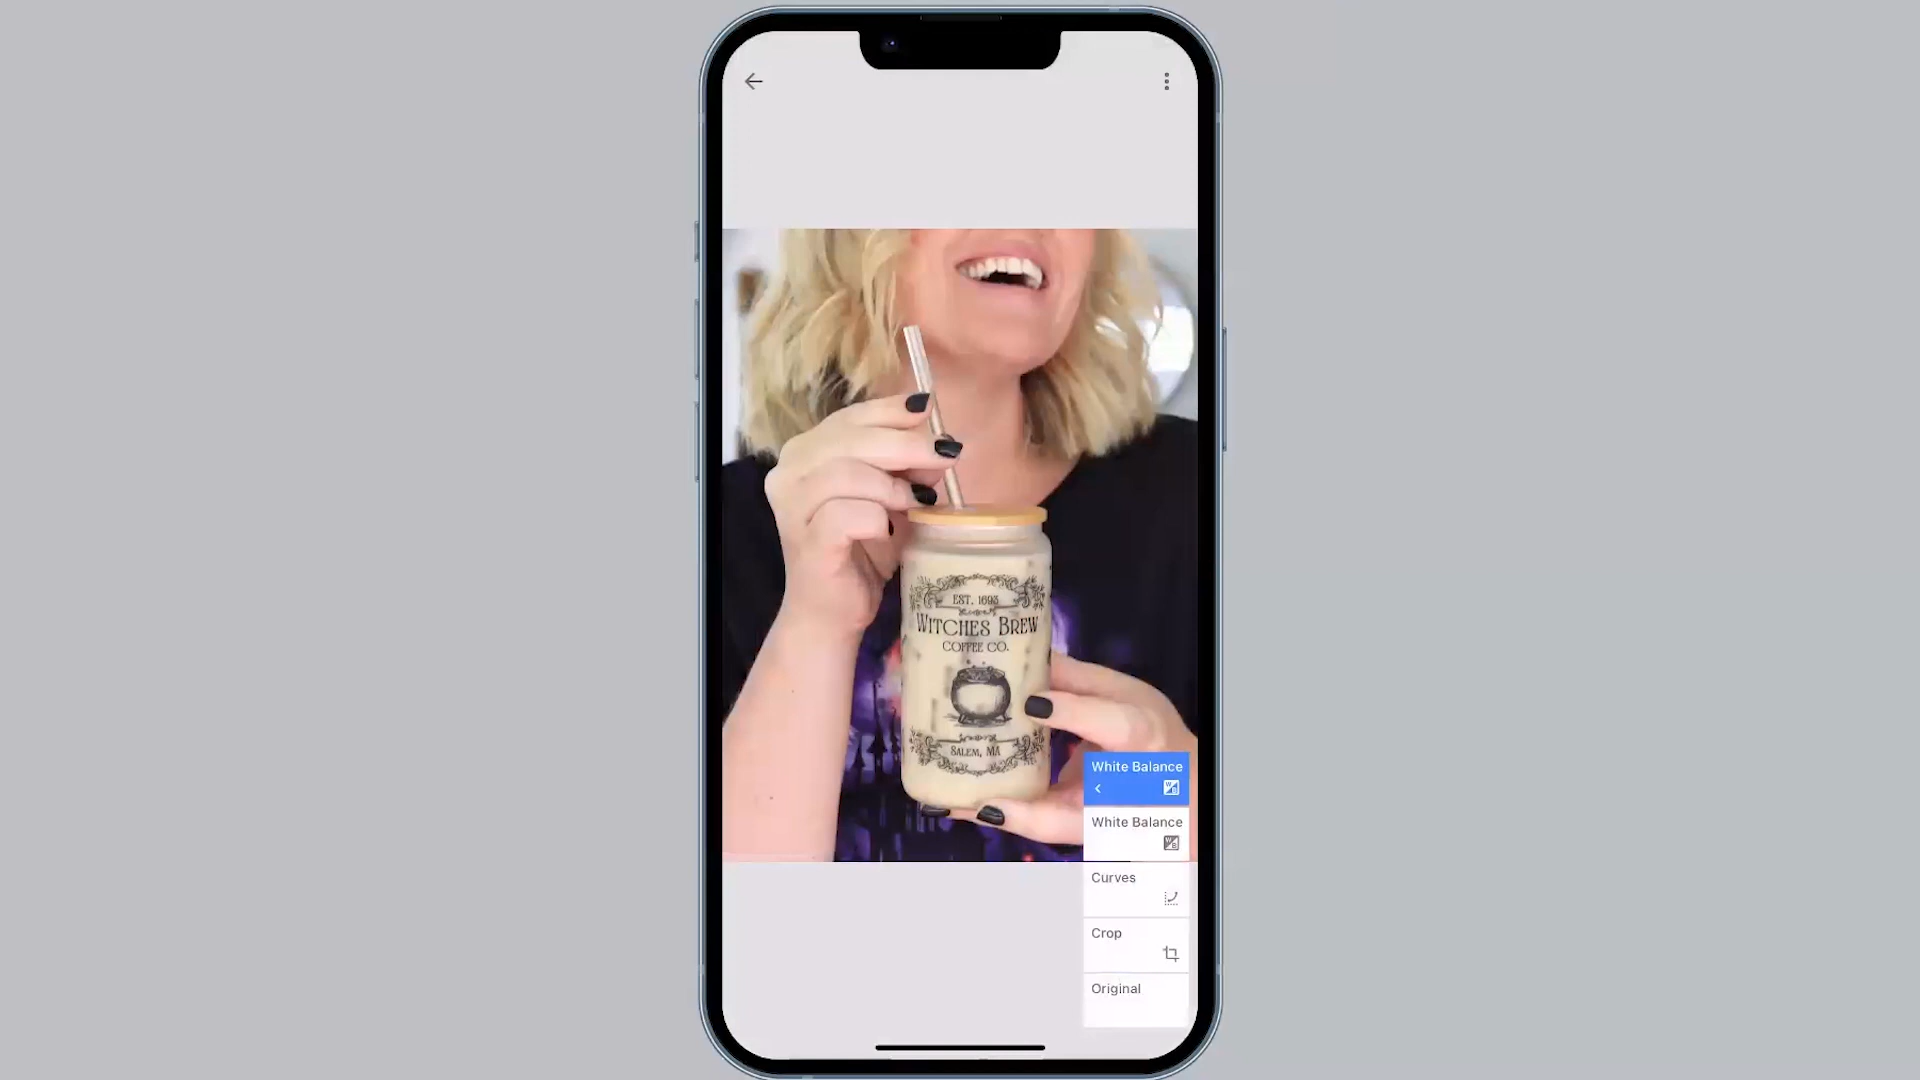 EST. 1693
WITCHES BREW
COFFEE CO.
SALEM, MA
White Balance
White Balance
Curves
Crop
Original